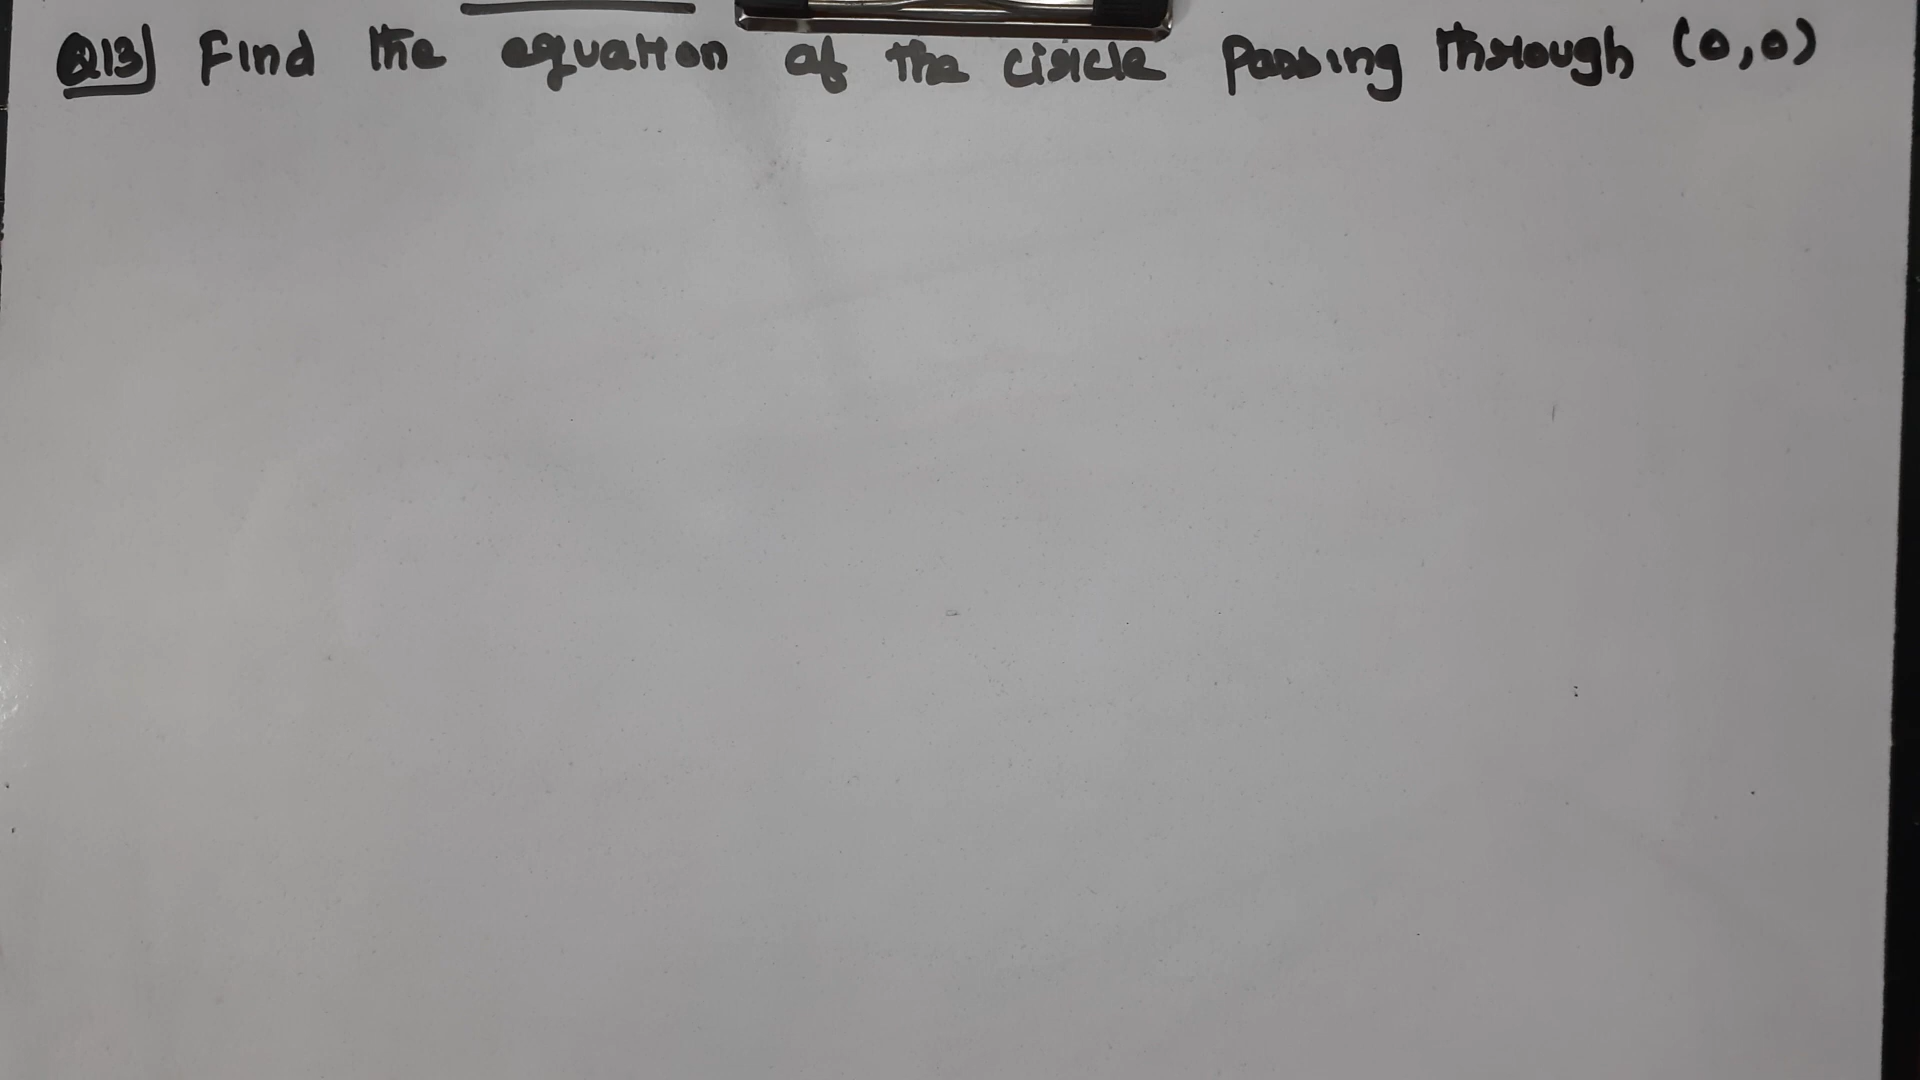 Q13) Find the equation of the circle passing through (0,0)